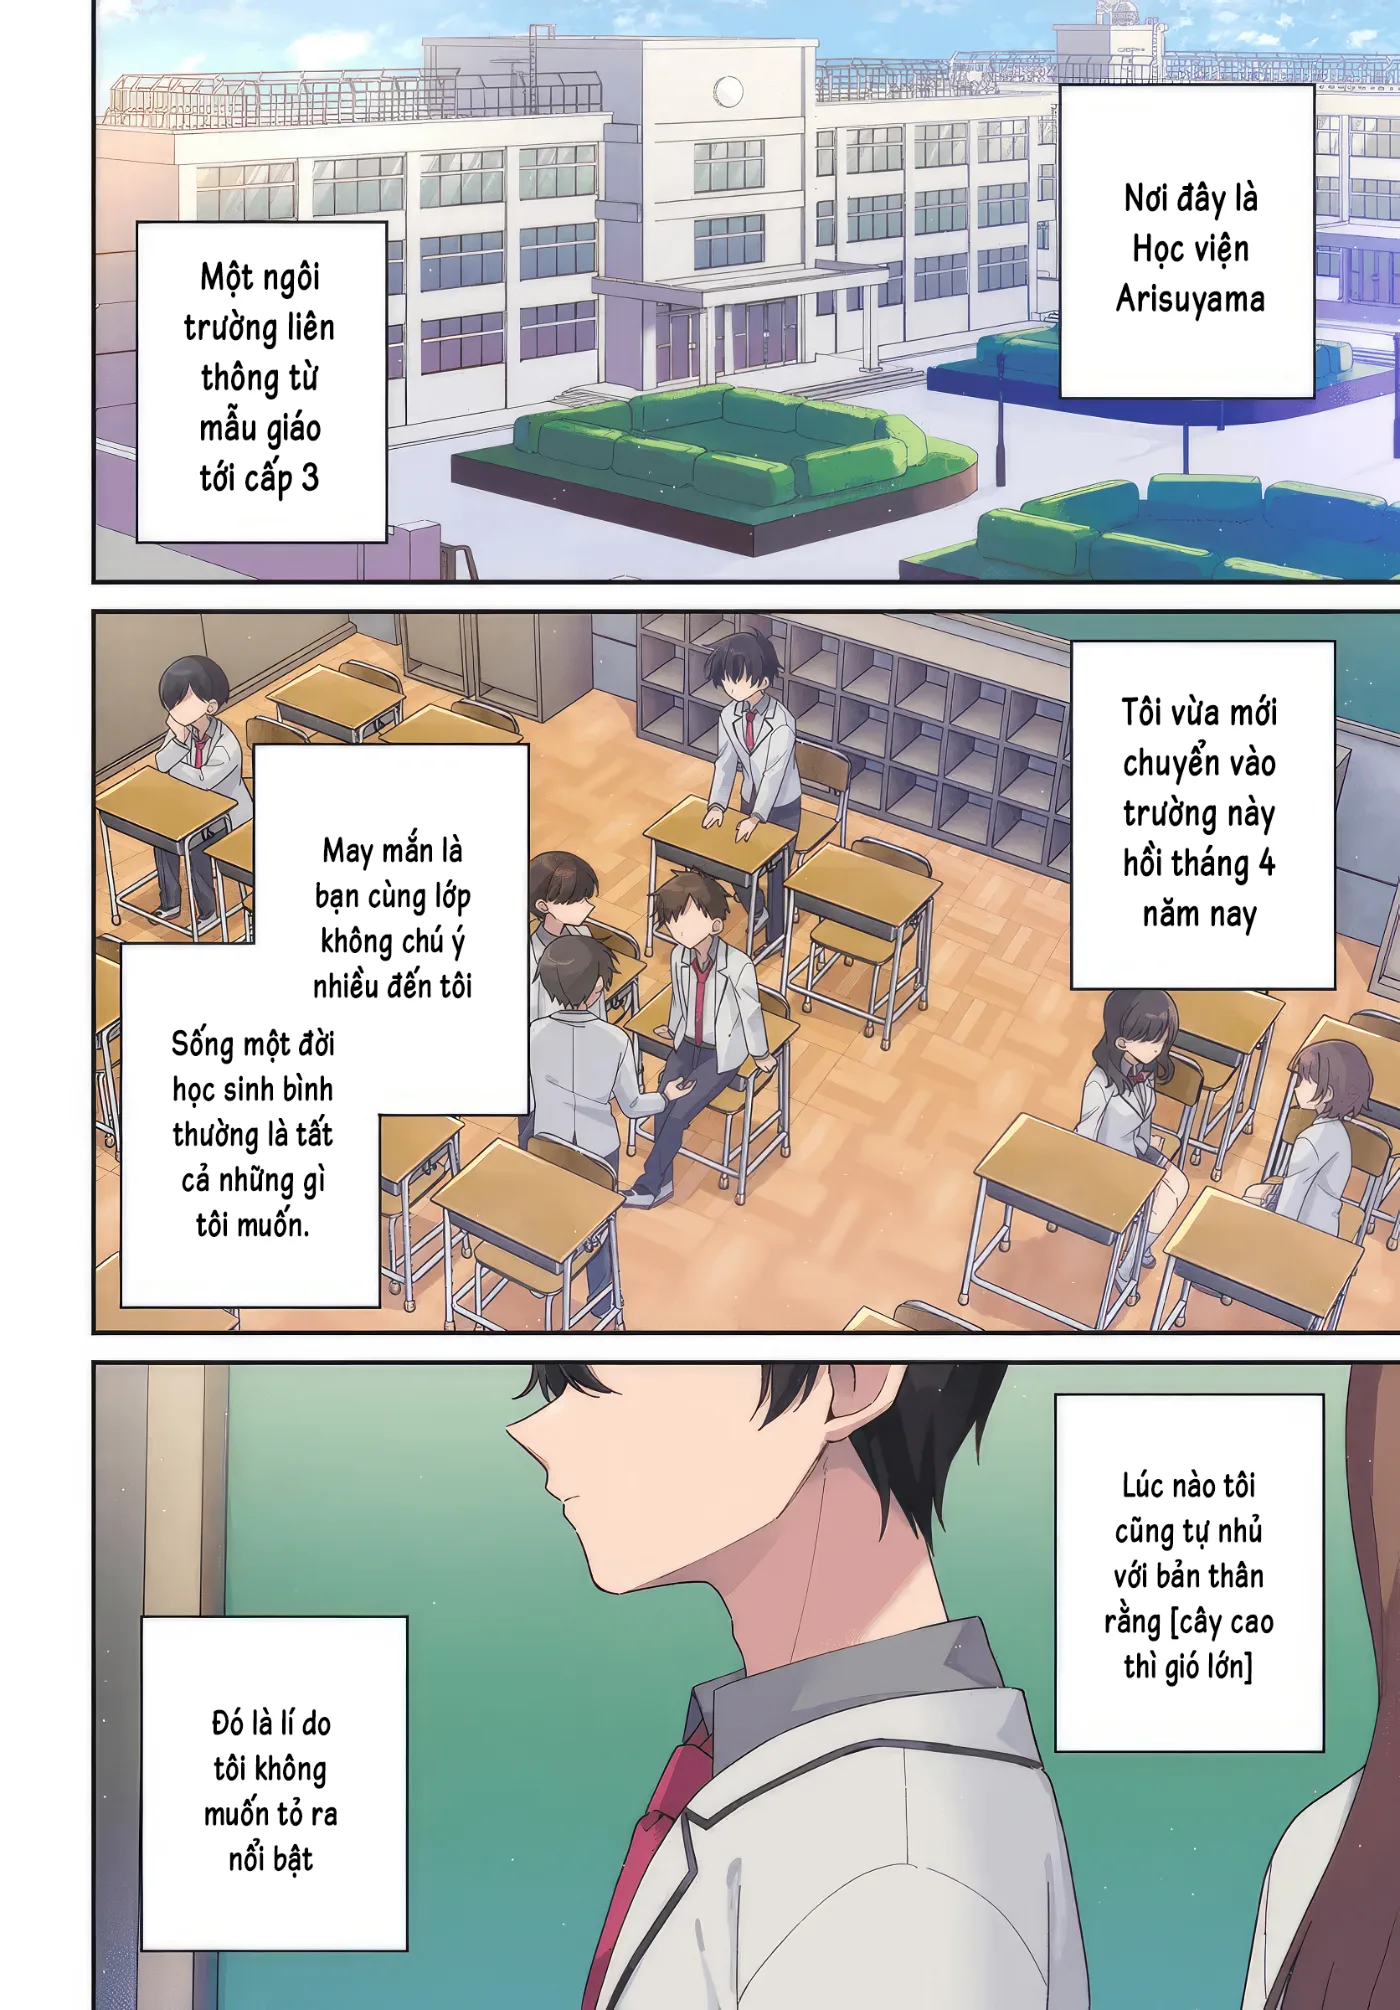 Nơi đây là
Học viện
Arisuyama
Một ngôi
trường liên
thông từ
mẫu giáo
tới cấp 3
Tôi vừa mới
chuyển vào
trường này
hồi tháng 4
năm nay
May mắn là
bạn cùng lớp
không chú ý
nhiều đến tôi
Sống một đời
học sinh bình
thường là tất
cả những gì
tôi muốn.
Lúc nào tôi
cũng tự nhủ
với bản thân
rằng [cây cao
thì gió lớn]
Đó là lí do
tôi không
muốn tỏ ra
nổi bật